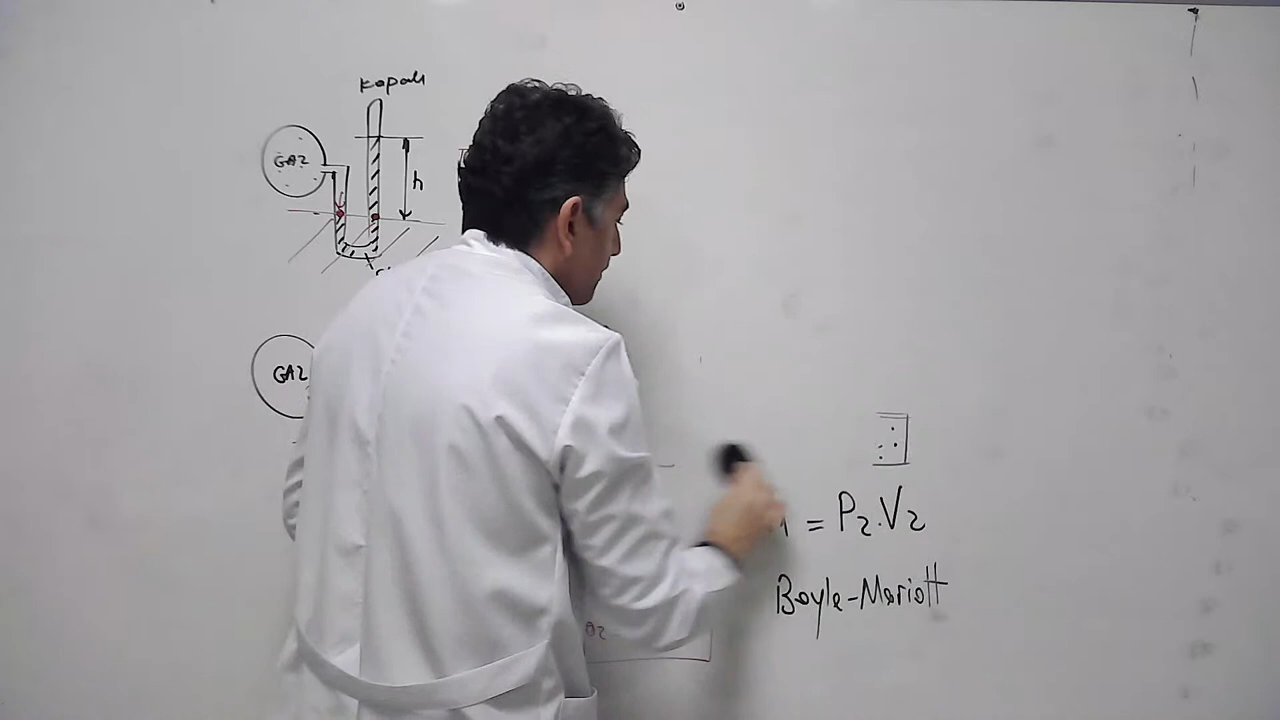 Kapalı
GAZ
h
GAZ
= P2.V2
Boyle-Mariott